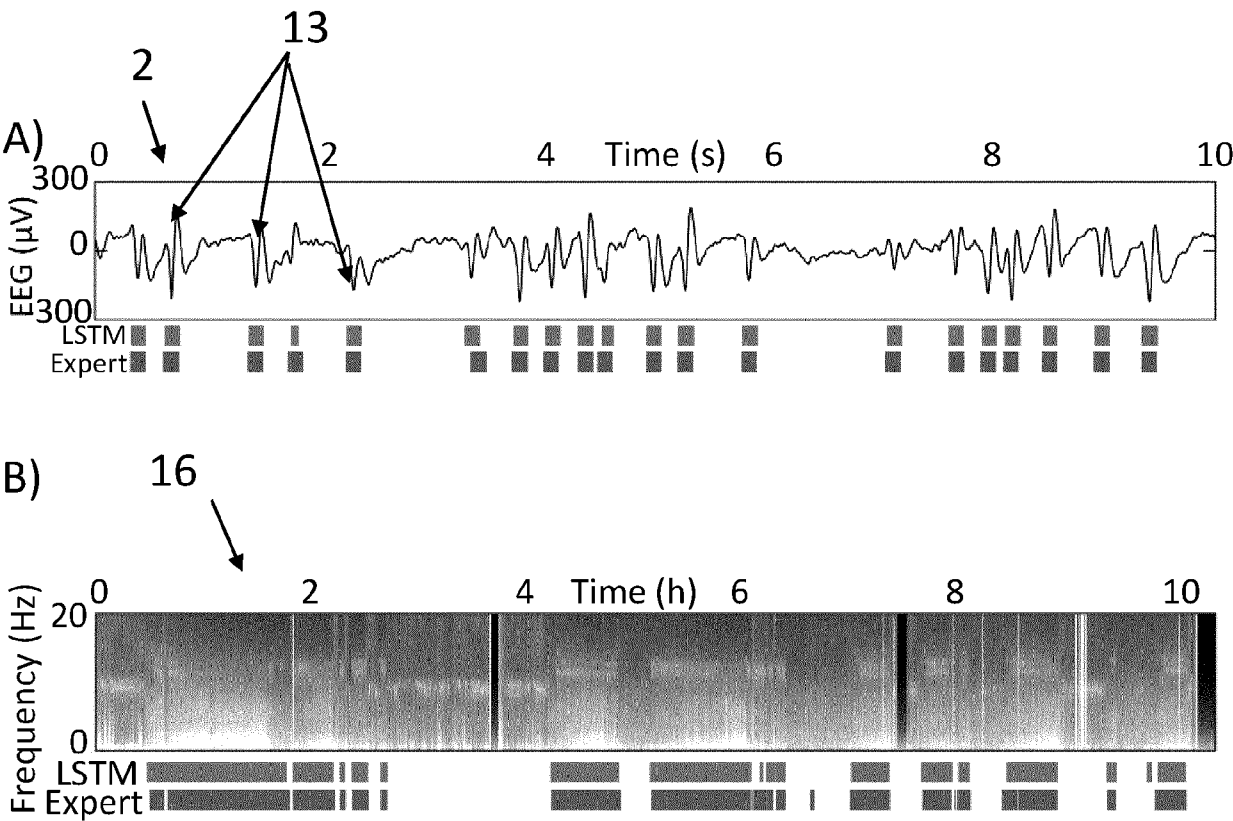 13
2
A)
0 2 4 Time (s) 6 8 10
300
EEG (µV)
0
300
LSTM
Expert
B)
16
0 2 4 Time (h) 6 8 10
20
Frequency (Hz)
0
LSTM
Expert